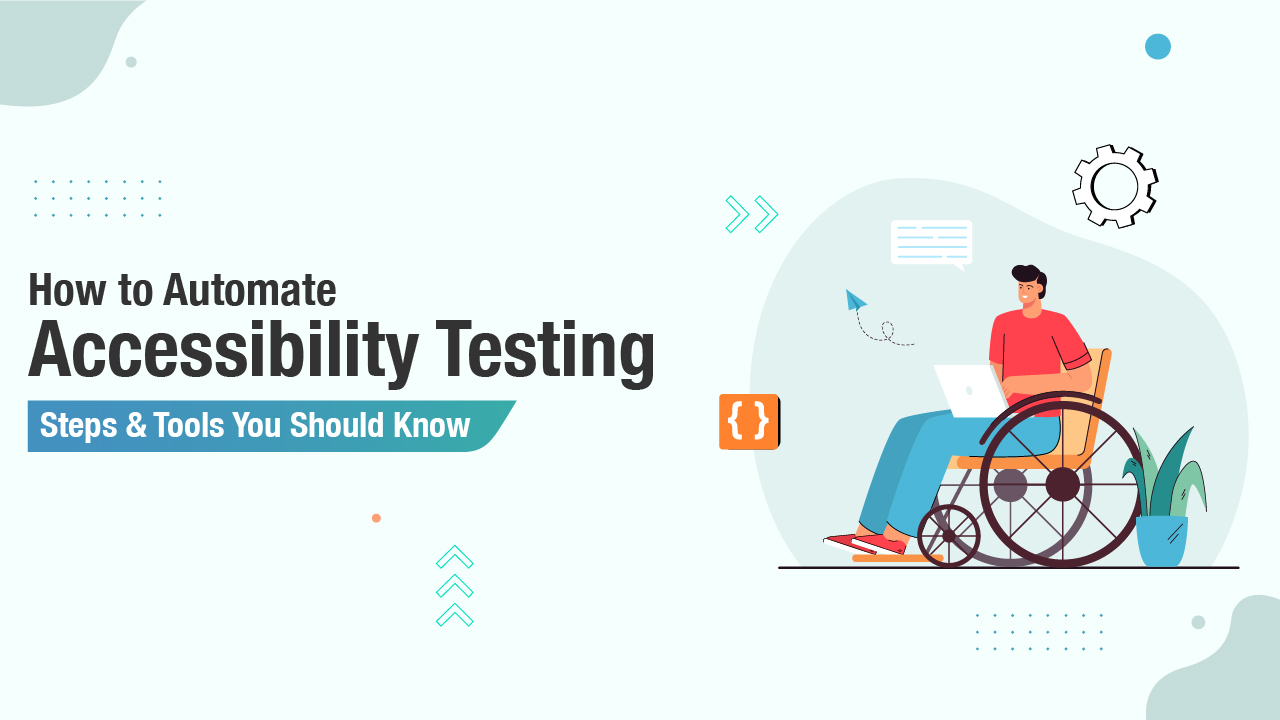 How to Automate
Accessibility Testing
Steps & Tools You Should Know
{ }